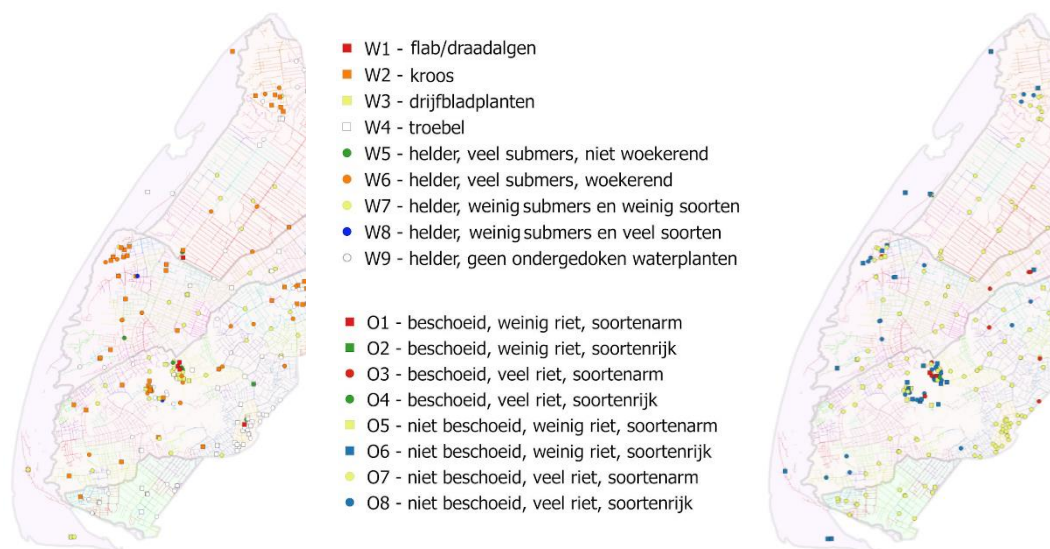 W1 - flab/draadalgen
W2 - kroos
W3 - drijfbladplanten
W4 - troebel
W5 - helder, veel submers, niet woekerend
W6 - helder, veel submers, woekerend
W7 - helder, weinig submers en weinig soorten
W8 - helder, weinig submers en veel soorten
W9 - helder, geen ondergedoken waterplanten
O1 - beschoeid, weinig riet, soortenarm
O2 - beschoeid, weinig riet, soortenrijk
O3 - beschoeid, veel riet, soortenarm
O4 - beschoeid, veel riet, soortenrijk
O5 - niet beschoeid, weinig riet, soortenarm
O6 - niet beschoeid, weinig riet, soortenrijk
O7 - niet beschoeid, veel riet, soortenarm
O8 - niet beschoeid, veel riet, soortenrijk